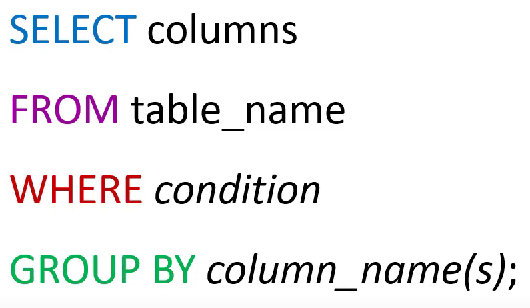 SELECT columns
FROM table_name
WHERE condition
GROUP BY column_name(s);